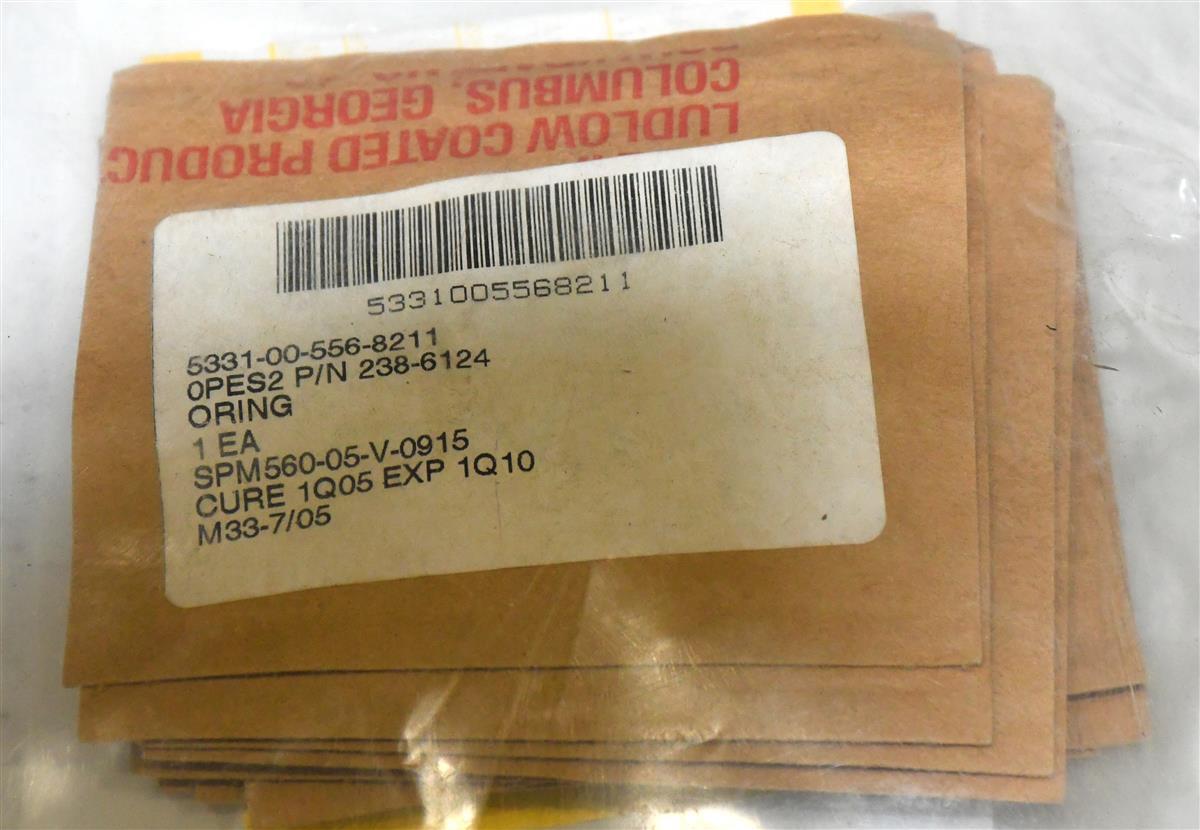 LUDLOW COATED PRODUC
COLUMBUS, GEORGIA
5331005568211
5331-00-556-8211
0PES2 P/N 238-6124
ORING
1 EA
SPM560-05-V-0915
CURE 1Q05 EXP 1Q10
M33-7/05